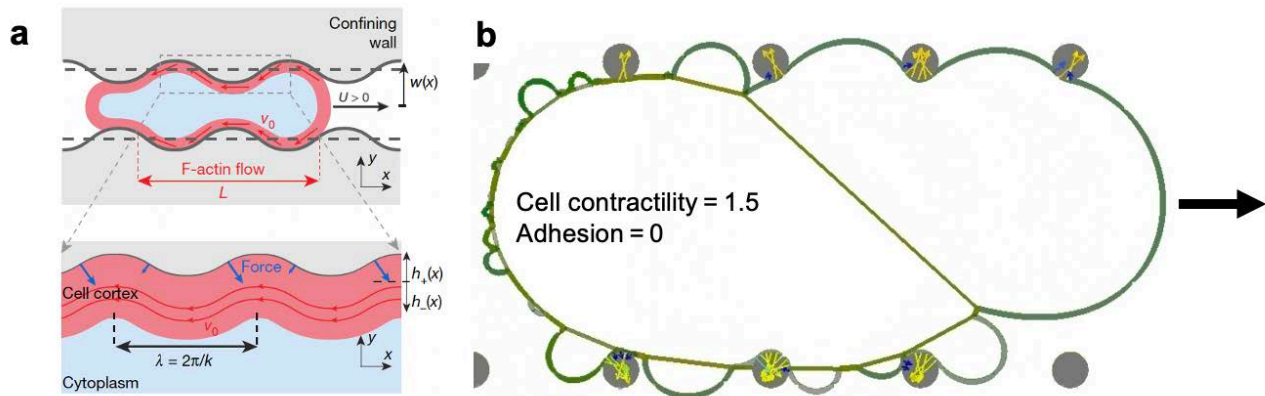 a
Confining
wall
w(x)
U > 0
v₀
F-actin flow
L
y
x
Force
h₊(x)
Cell cortex
h₋(x)
v₀
λ = 2π/k
y
x
Cytoplasm
b
Cell contractility = 1.5
Adhesion = 0